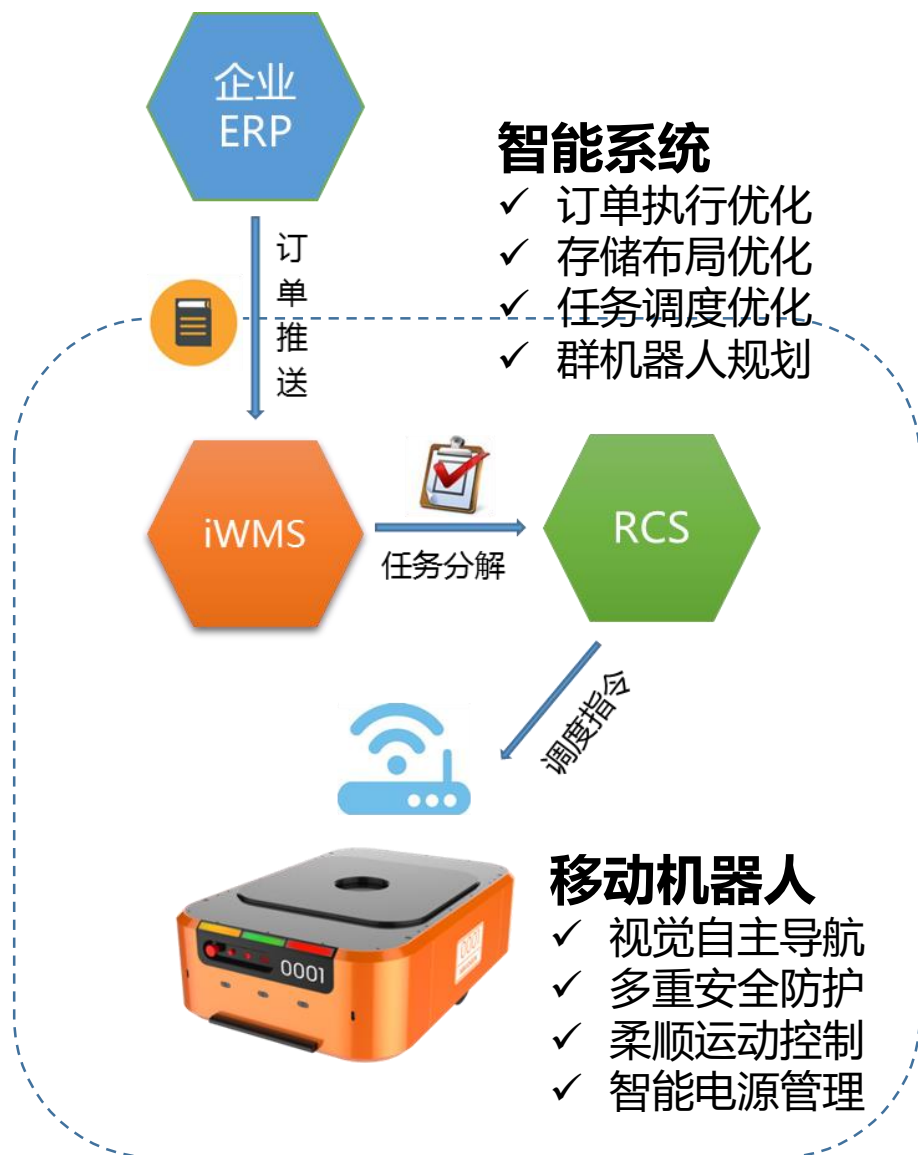 企业
ERP
智能系统
✓ 订单执行优化
✓ 存储布局优化
✓ 任务调度优化
✓ 群机器人规划
订单推送
iWMS
任务分解
RCS
调度指令
0001
0001
移动机器人
✓ 视觉自主导航
✓ 多重安全防护
✓ 柔顺运动控制
✓ 智能电源管理